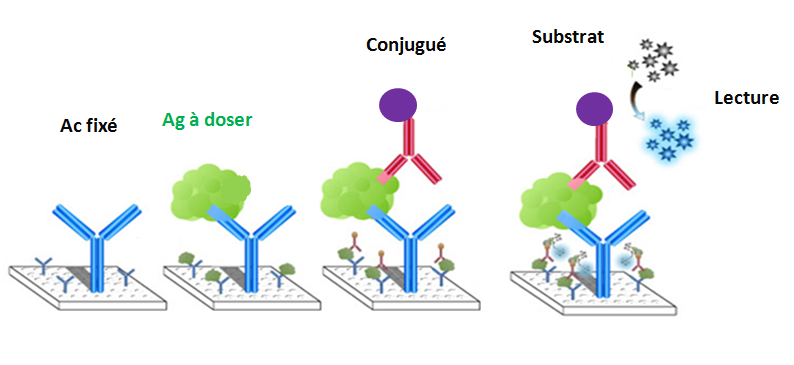 Ac fixé
Ag à doser
Conjugué
Substrat
Lecture